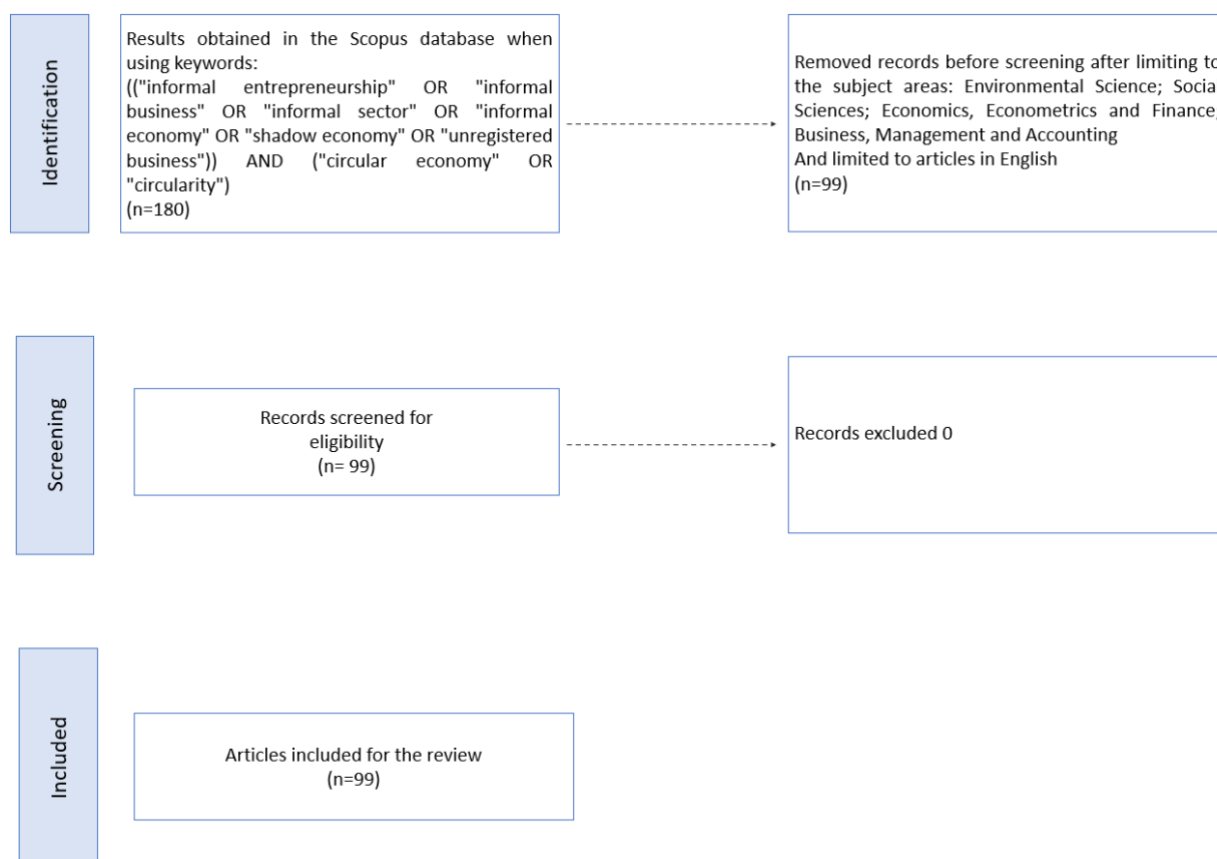 Identification
Results obtained in the Scopus database when
using keywords:
(("informal entrepreneurship" OR "informal
business" OR "informal sector" OR "informal
economy" OR "shadow economy" OR "unregistered
business")) AND ("circular economy" OR
"circularity")
(n=180)
Removed records before screening after limiting to
the subject areas: Environmental Science; Social
Sciences; Economics, Econometrics and Finance;
Business, Management and Accounting
And limited to articles in English
(n=99)
Screening
Records screened for
eligibility
(n= 99)
Records excluded 0
Included
Articles included for the review
(n=99)